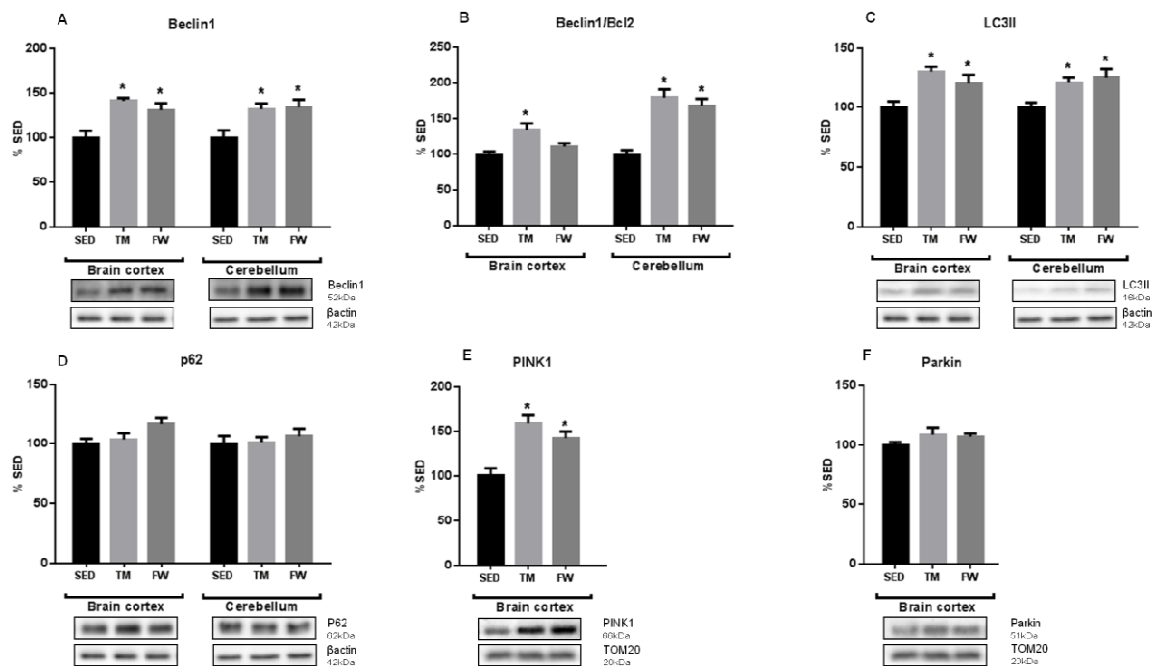 A
Beclin1
200
150
100
50
0
% SED
SED TM FW SED TM FW
Brain cortex Cerebellum
Beclin1
52kDa
βactin
42kDa
B
Beclin1/Bcl2
250
200
150
100
50
0
% SED
SED TM FW SED TM FW
Brain cortex Cerebellum
C
LC3II
150
100
50
0
% SED
* * * *
SED TM FW SED TM FW
Brain cortex Cerebellum
LC3II
16kDa
βactin
42kDa
D
p62
150
100
50
0
% SED
SED TM FW SED TM FW
Brain cortex Cerebellum
P62
62kDa
βactin
42kDa
E
PINK1
200
150
100
50
0
% SED
* *
SED TM FW
Brain cortex
PINK1
66kDa
TOM20
20kDa
F
Parkin
150
100
50
0
% SED
SED TM FW
Brain cortex
Parkin
51kDa
TOM20
20kDa